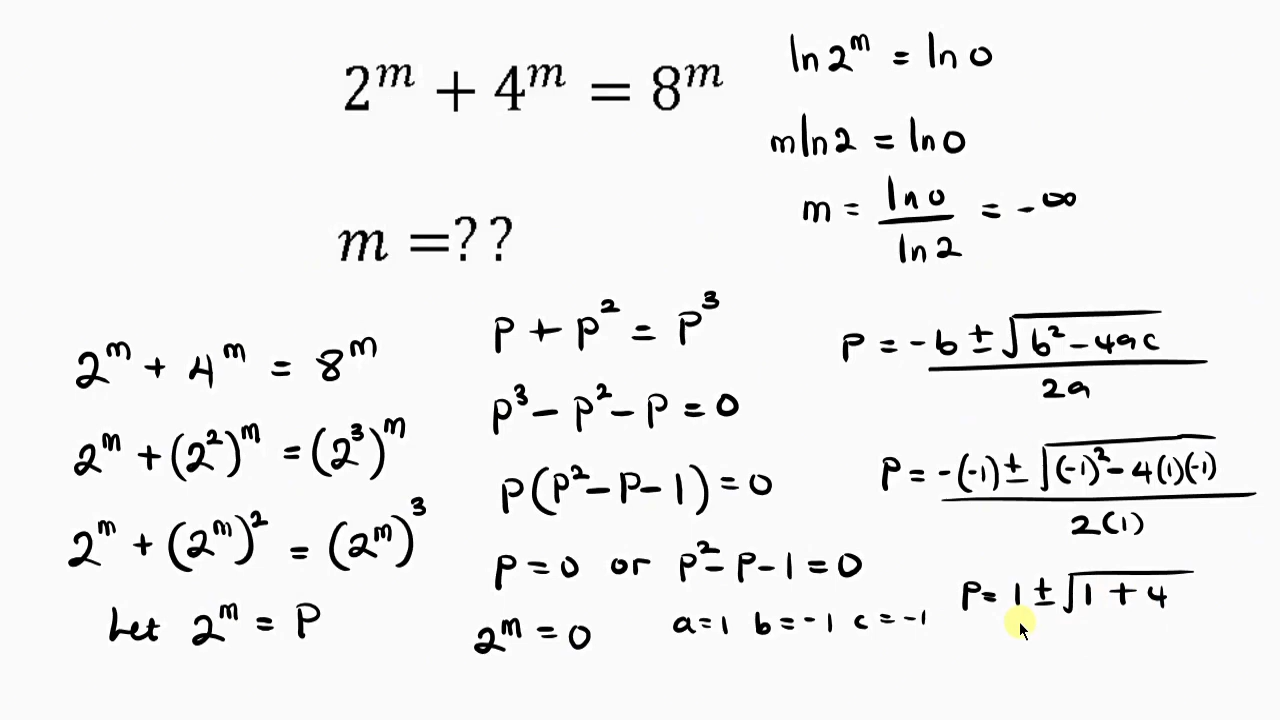 2^m + 4^m = 8^m
m =??
ln 2^m = ln 0
m ln 2 = ln 0
m = ln 0 / ln 2 = -∞
2^m + 4^m = 8^m
2^m + (2^2)^m = (2^3)^m
2^m + (2^m)^2 = (2^m)^3
Let 2^m = P
P + P^2 = P^3
P^3 - P^2 - P = 0
P(P^2 - P - 1) = 0
P = 0 or P^2 - P - 1 = 0
2^m = 0
a = 1 b = -1 c = -1
P = -b ± √(b^2 - 4ac) / 2a
P = -(-1) ± √((-1)^2 - 4(1)(-1)) / 2(1)
P = 1 ± √(1 + 4)